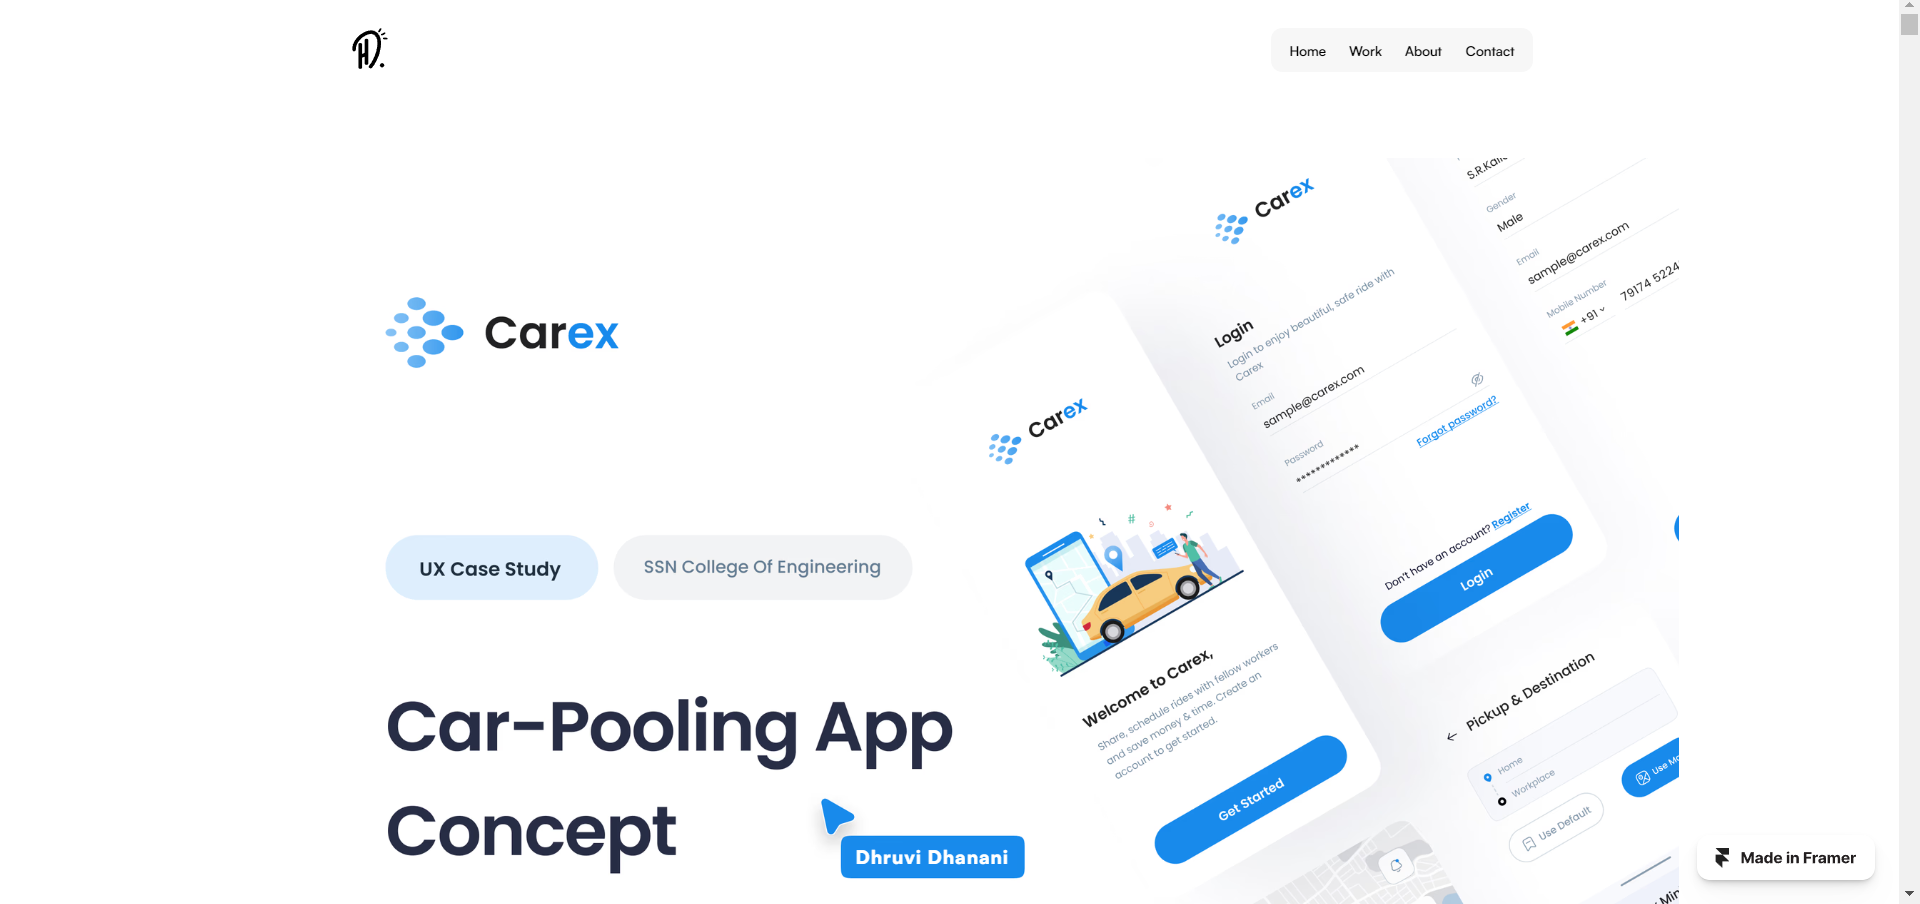 HD.
Home
Work
About
Contact
Carex
UX Case Study
SSN College Of Engineering
Car-Pooling App
Concept
Dhruvi Dhanani
Carex
Welcome to Carex,
Share, schedule rides with fellow workers
and save money & time. Create an
account to get started.
Get Started
Carex
Login
Login to enjoy beautiful, safe ride with
Carex
Email
sample@carex.com
Password
*************
Forgot password?
Don't have an account? Register
Login
Gender
Male
Email
sample@carex.com
Mobile Number
+91
79174 5224
Pickup & Destination
Home
Workplace
Use Default
Made in Framer